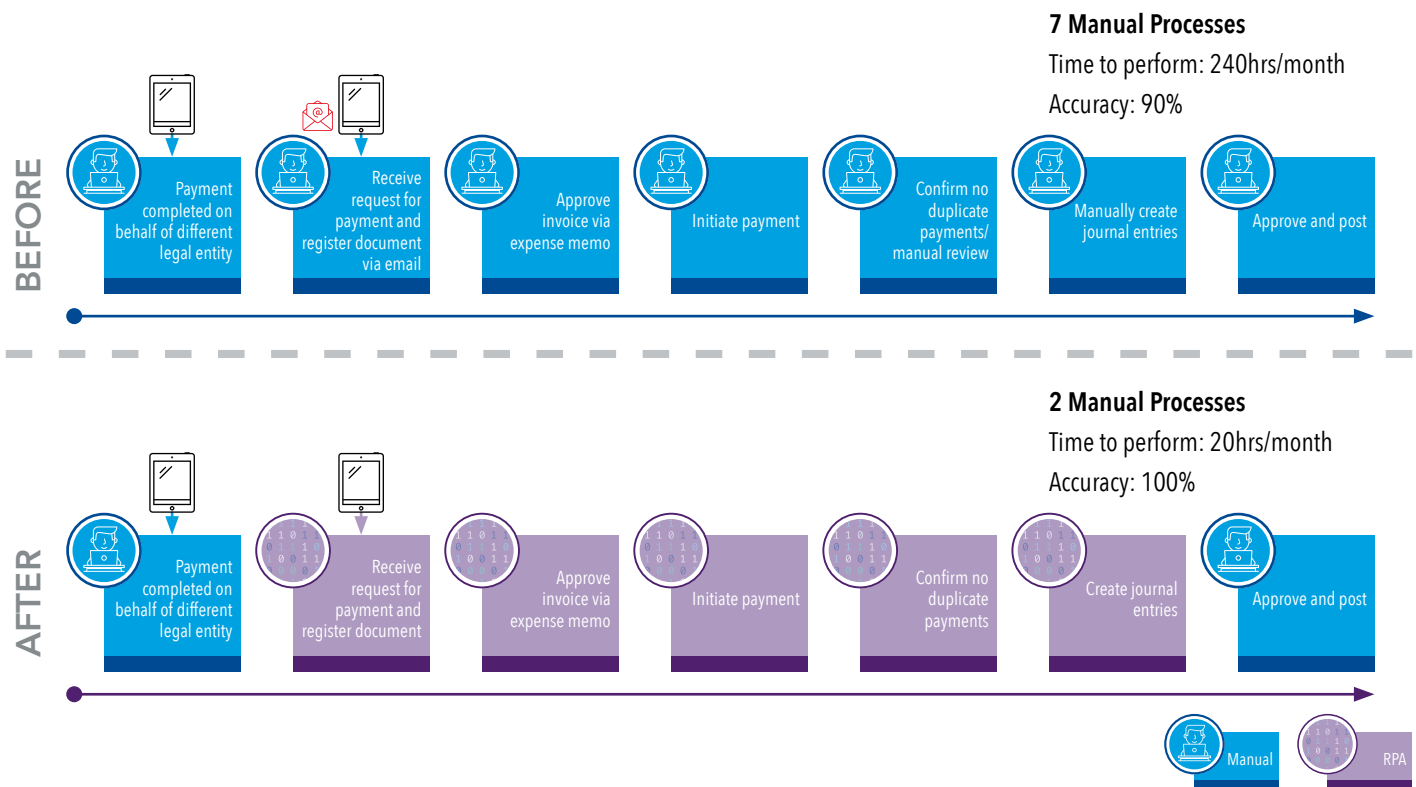 7 Manual Processes
Time to perform: 240hrs/month
Accuracy: 90%
BEFORE
Payment
completed on
behalf of different
legal entity
Receive
request for
payment and
register document
via email
Approve
invoice via
expense memo
Initiate payment
Confirm no
duplicate
payments/
manual review
Manually create
journal entries
Approve and post
2 Manual Processes
Time to perform: 20hrs/month
Accuracy: 100%
AFTER
Payment
completed on
behalf of different
legal entity
Receive
request for
payment and
register document
Approve
invoice via
expense memo
Initiate payment
Confirm no
duplicate
payments
Create journal
entries
Approve and post
Manual
RPA